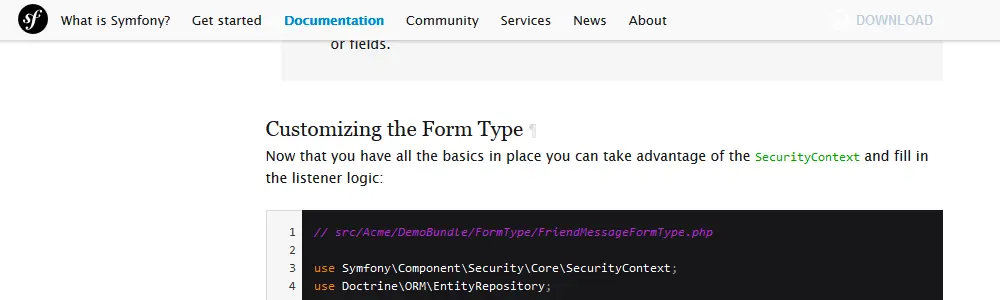 sf What is Symfony? Get started Documentation Community Services News About DOWNLOAD
or fields.
Customizing the Form Type ¶
Now that you have all the basics in place you can take advantage of the SecurityContext and fill in
the listener logic:
1 // src/Acme/DemoBundle/FormType/FriendMessageFormType.php
2
3 use Symfony\Component\Security\Core\SecurityContext;
4 use Doctrine\ORM\EntityRepository;